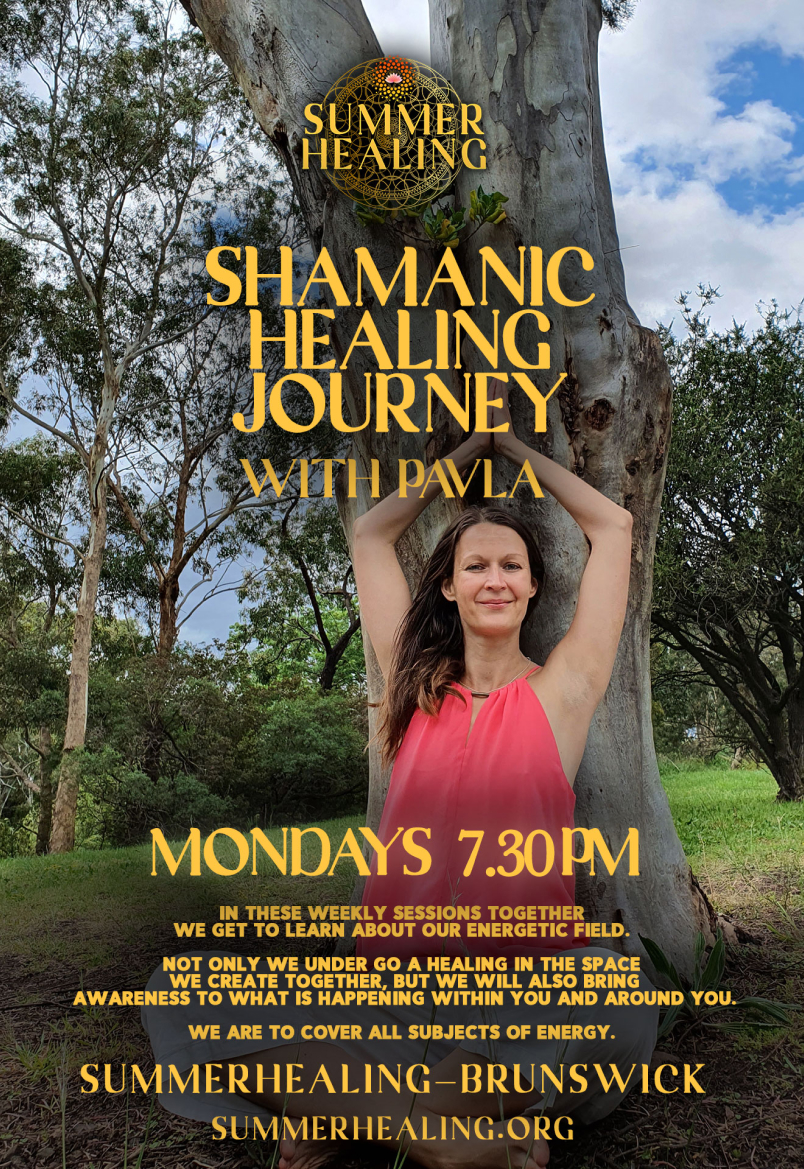 SUMMER
HEALING
SHAMANIC
HEALING
JOURNEY
WITH PAVLA
MONDAYS 7.30PM
IN THESE WEEKLY SESSIONS TOGETHER
WE GET TO LEARN ABOUT OUR ENERGETIC FIELD.
NOT ONLY WE UNDER GO A HEALING IN THE SPACE
WE CREATE TOGETHER, BUT WE WILL ALSO BRING
AWARENESS TO WHAT IS HAPPENING WITHIN YOU AND AROUND YOU.
WE ARE TO COVER ALL SUBJECTS OF ENERGY.
SUMMERHEALING-BRUNSWICK
SUMMERHEALING.ORG